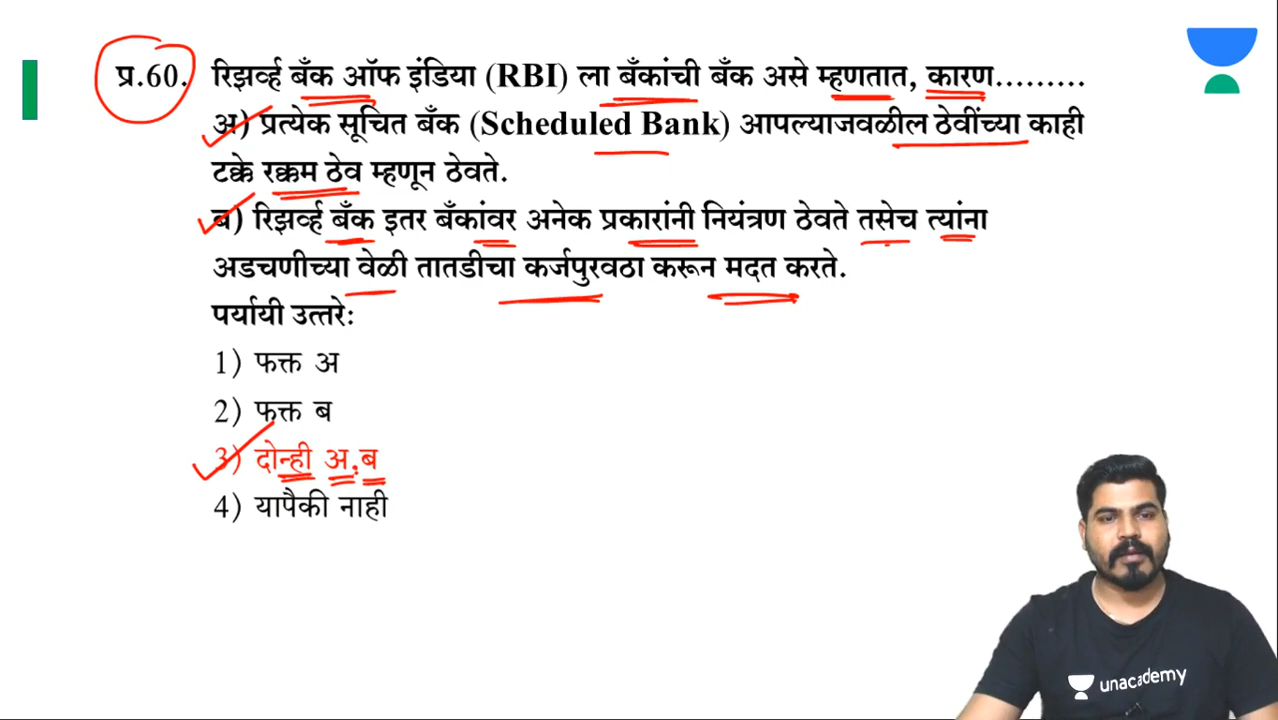 प्र.60. रिझर्व्ह बँक ऑफ इंडिया (RBI) ला बँकांची बँक असे म्हणतात, कारण.........
अ) प्रत्येक सूचित बँक (Scheduled Bank) आपल्याजवळील ठेवींच्या काही
टक्के रक्कम ठेव म्हणून ठेवते.
ब) रिझर्व्ह बँक इतर बँकांवर अनेक प्रकारांनी नियंत्रण ठेवते तसेच त्यांना
अडचणीच्या वेळी तातडीचा कर्जपुरवठा करून मदत करते.
पर्यायी उत्तरे:
1) फक्त अ
2) फक्त ब
3) दोन्ही अ,ब
4) यापैकी नाही
unacademy